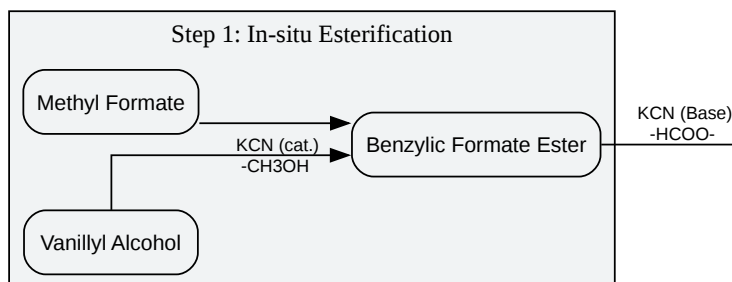 Step 1: In-situ Esterification
Methyl Formate
KCN (cat.)
-CH3OH
Benzylic Formate Ester
KCN (Base)
-HCOO-
Vanillyl Alcohol